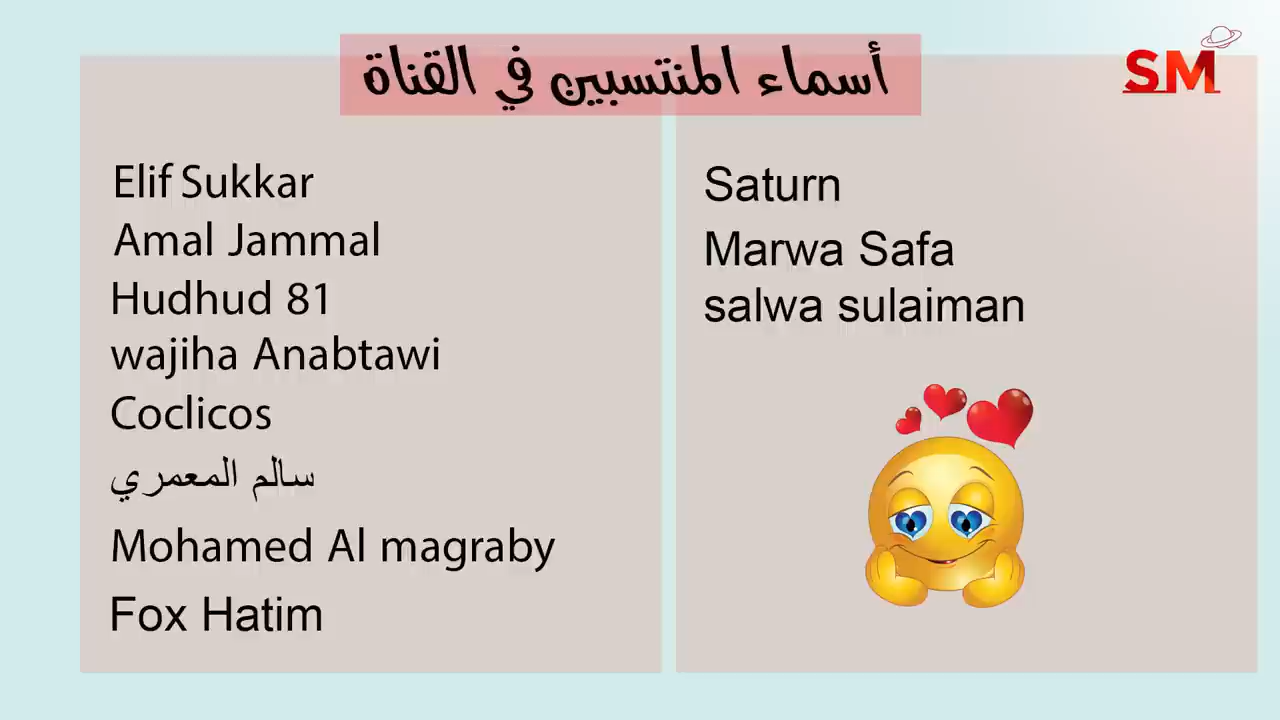 أسماء المنتسبين في القناة
SM
Elif Sukkar
Amal Jammal
Hudhud 81
wajiha Anabtawi
Coclicos
سالم المعمري
Mohamed Al magraby
Fox Hatim
Saturn
Marwa Safa
salwa sulaiman